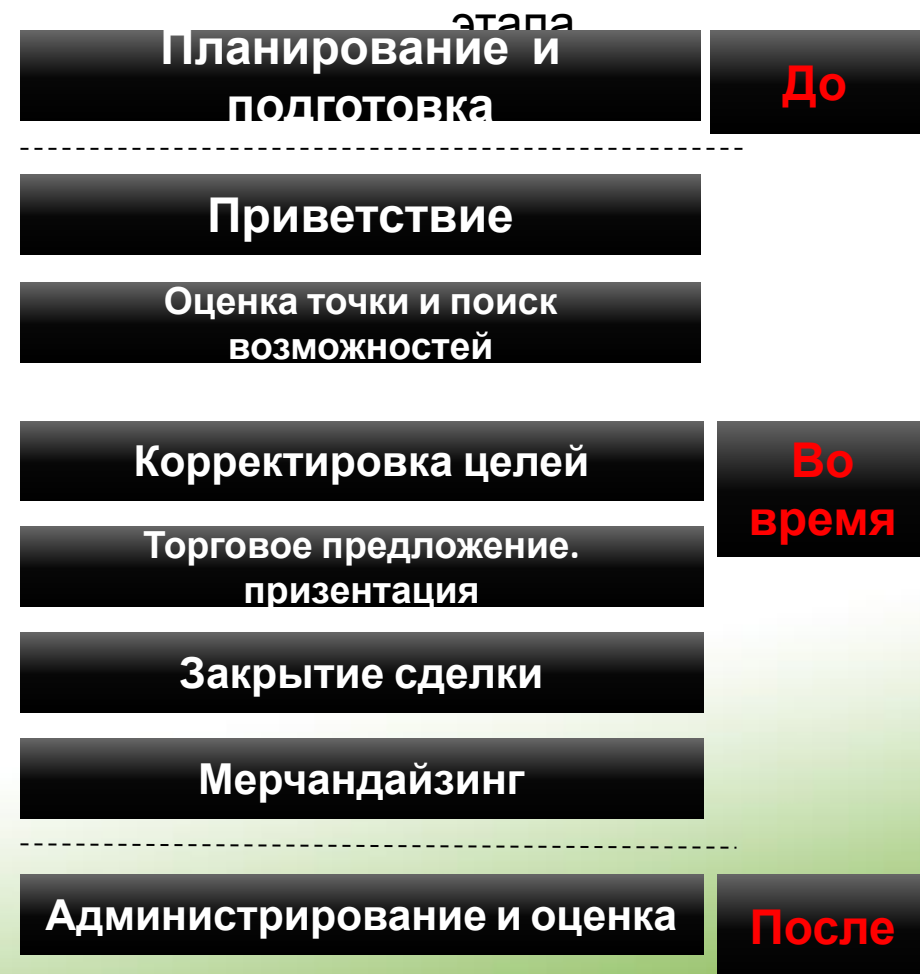 этапа
Планирование и
подготовка
До
Приветствие
Оценка точки и поиск
возможностей
Корректировка целей
Во
время
Торговое предложение.
призентация
Закрытие сделки
Мерчандайзинг
Администрирование и оценка
После